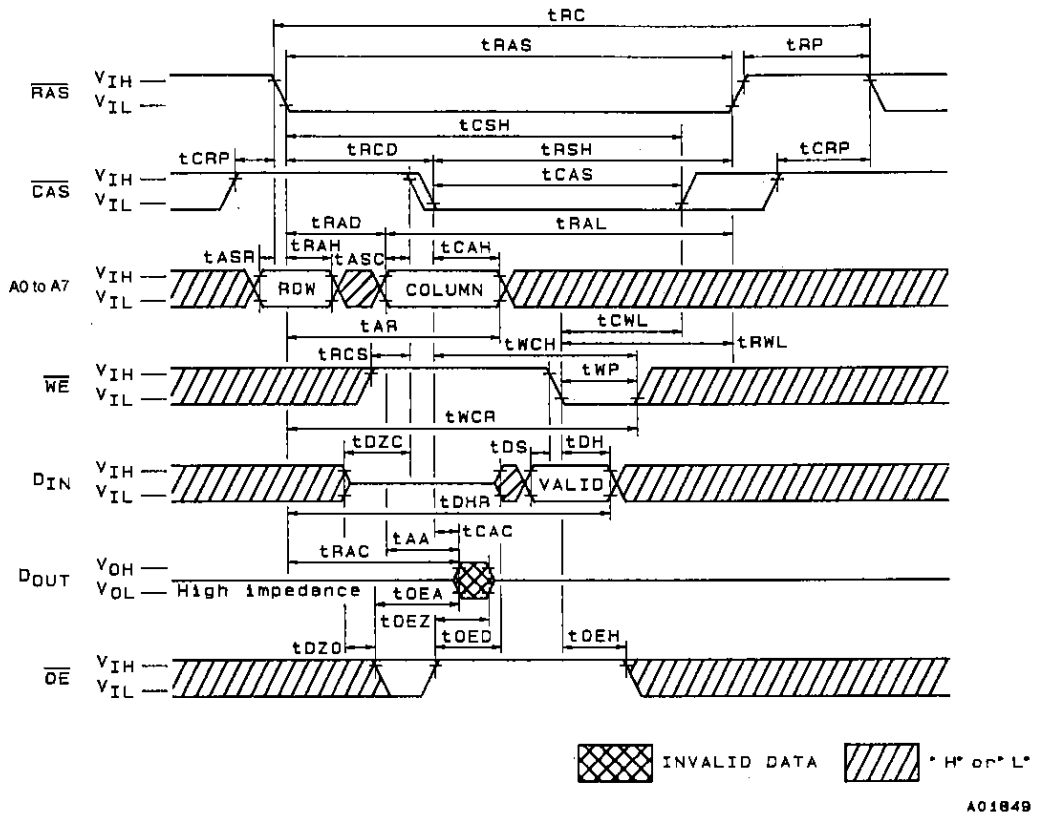 tRC
tRAS
tRP
RAS
VIH
VIL
tCSH
tCRP
tRCD
tRSH
tCRP
tCAS
CAS
VIH
VIL
tRAD
tRAL
tASR
tRAH
tASC
tCAH
A0 to A7
VIH
VIL
ROW
COLUMN
tAR
tCWL
tWCH
tRWL
tRCS
tWP
WE
VIH
VIL
tWCR
tDZC
tDS
tDH
DIN
VIH
VIL
VALID
tDHR
tCAC
tAA
tRAC
DOUT
VOH
VOL
High impedance
tOEA
tOEZ
tDZO
tOED
tOEH
OE
VIH
VIL
INVALID DATA
"H" or "L"
A01849